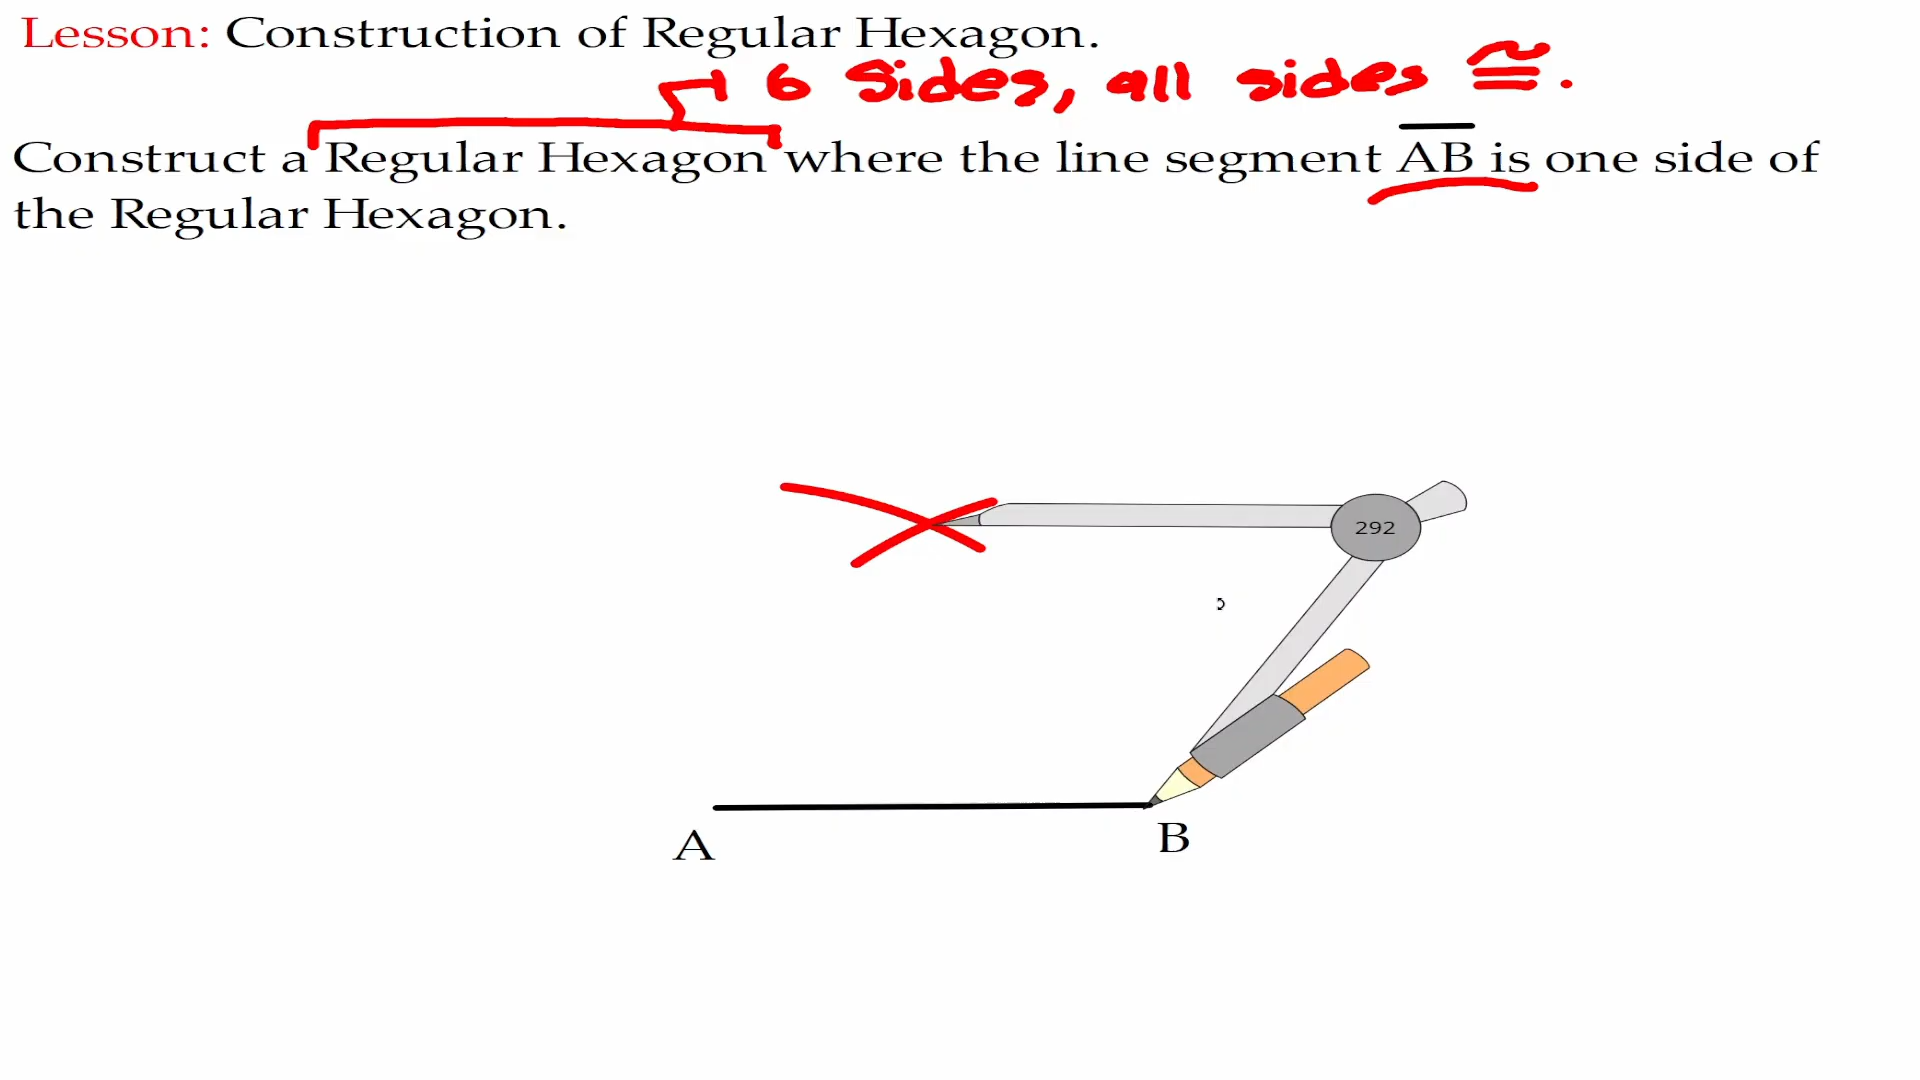 Lesson: Construction of Regular Hexagon.
6 sides, all sides ≅.
Construct a Regular Hexagon where the line segment A̅B̅ is one side of
the Regular Hexagon.
292
A
B